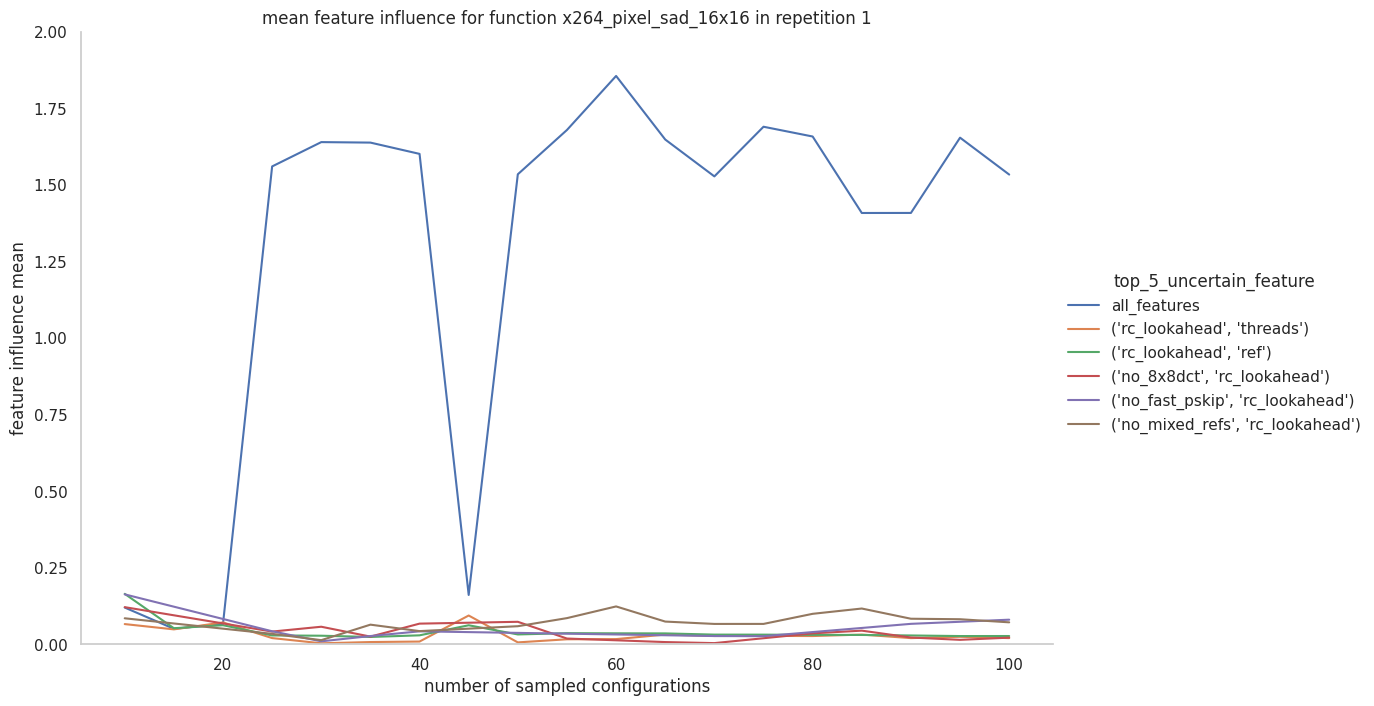 mean feature influence for function x264_pixel_sad_16x16 in repetition 1
2.00
1.75
1.50
1.25
1.00
0.75
0.50
0.25
0.00
feature influence mean
20
40
60
80
100
number of sampled configurations
top_5_uncertain_feature
all_features
('rc_lookahead', 'threads')
('rc_lookahead', 'ref')
('no_8x8dct', 'rc_lookahead')
('no_fast_pskip', 'rc_lookahead')
('no_mixed_refs', 'rc_lookahead')